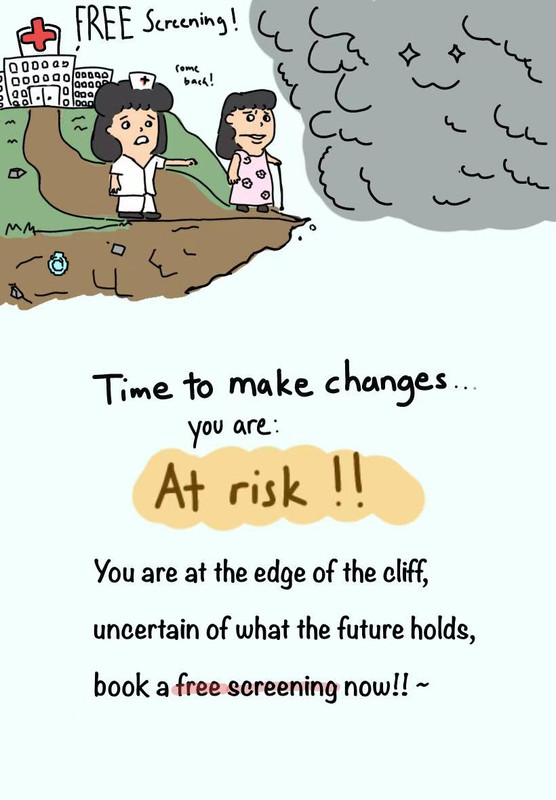 FREE Screening!
come
back!
Time to make changes...
you are:
At risk !!
You are at the edge of the cliff,
uncertain of what the future holds,
book a free screening now!! ~